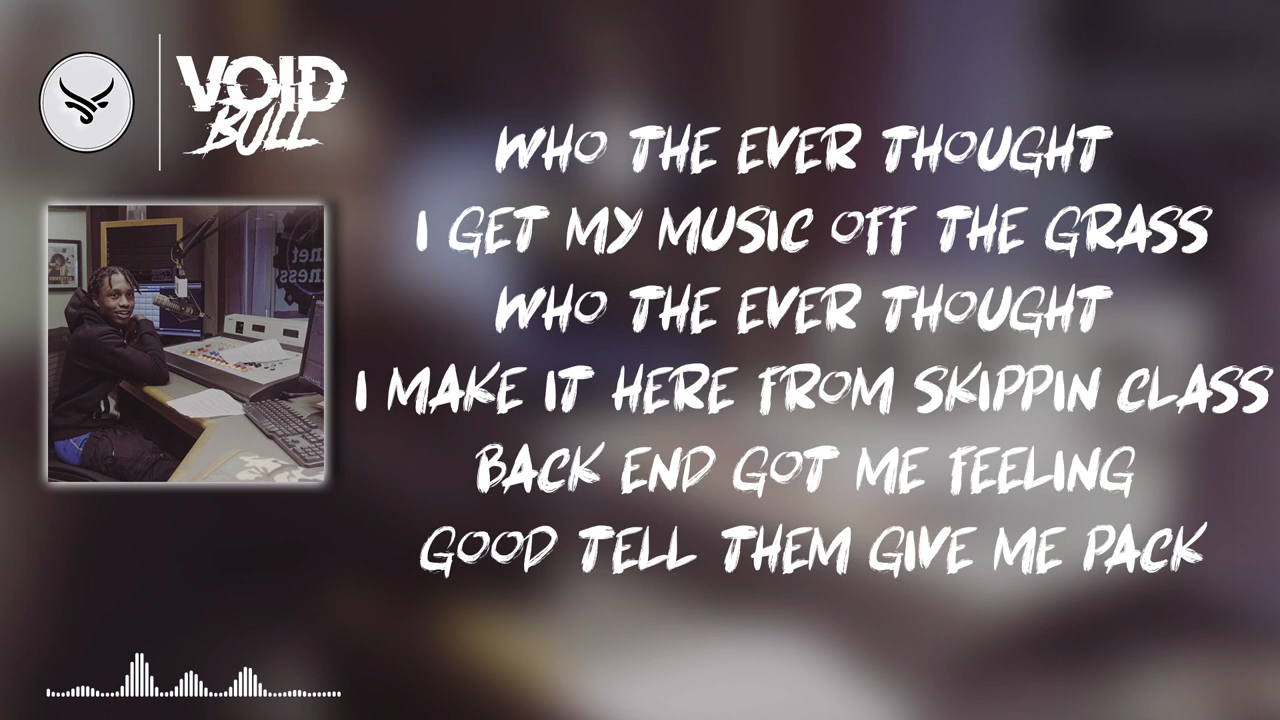 VOID
BULL
WHO THE EVER THOUGHT
I GET MY MUSIC OFF THE GRASS
WHO THE EVER THOUGHT
I MAKE IT HERE FROM SKIPPIN CLASS
BACK END GOT ME FEELING
GOOD TELL THEM GIVE ME PACK